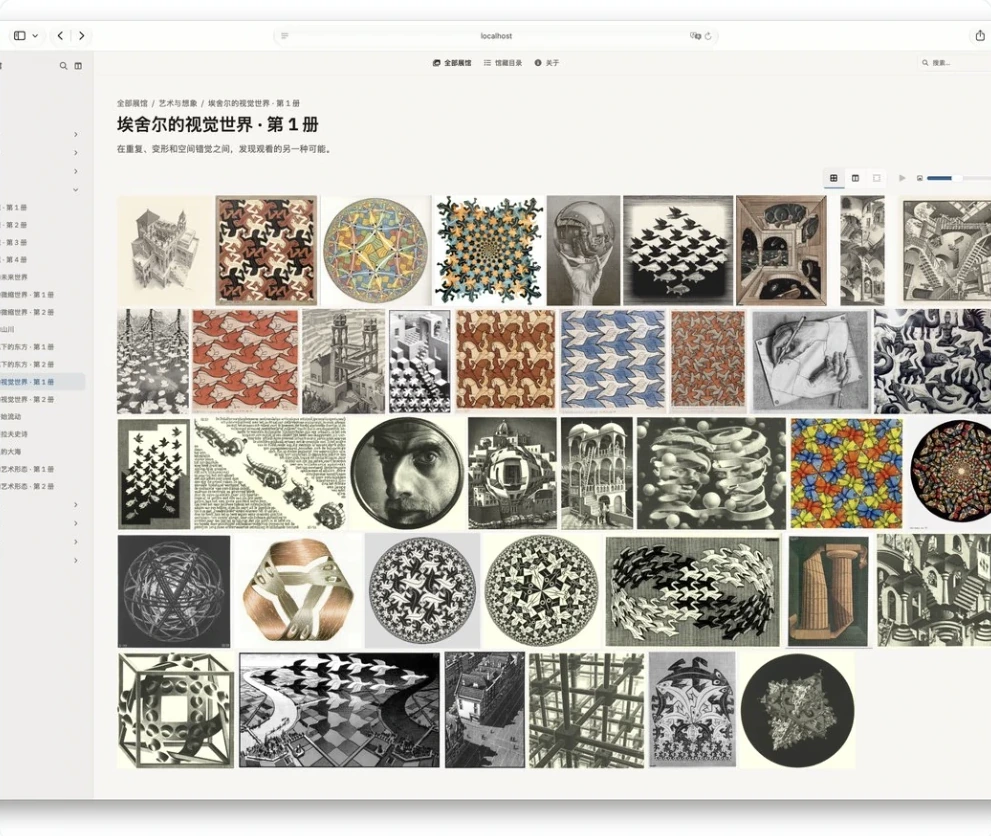 localhost
全部展馆
馆藏目录
关于
搜索...
全部展馆 / 艺术与想象 / 埃舍尔的视觉世界 · 第 1 册
埃舍尔的视觉世界 · 第 1 册
在重复、变形和空间错觉之间，发现观看的另一种可能。
· 第 1 册
· 第 2 册
· 第 3 册
· 第 4 册
未来世界
微缩世界 · 第 1 册
微缩世界 · 第 2 册
山川
下的东方 · 第 1 册
下的东方 · 第 2 册
视觉世界 · 第 1 册
视觉世界 · 第 2 册
流动
拉夫史诗
的大海
艺术形态 · 第 1 册
艺术形态 · 第 2 册